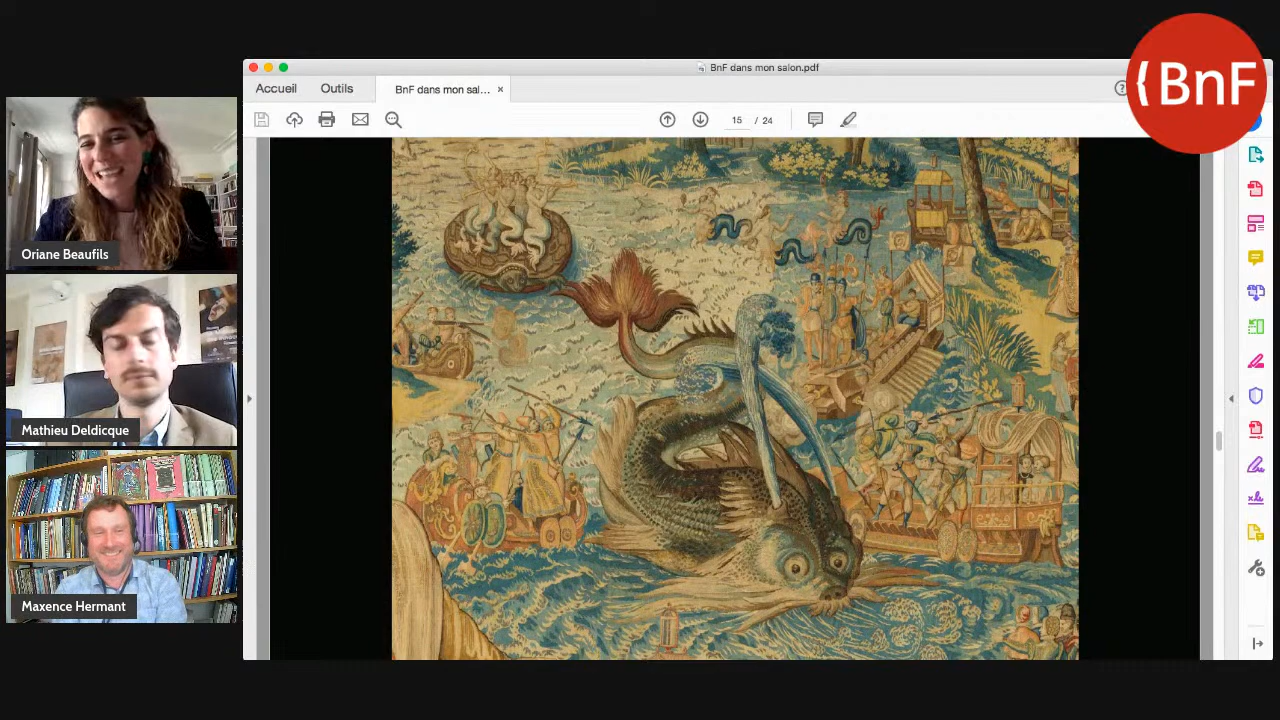 BnF dans mon salon.pdf
{BnF
Accueil
Outils
BnF dans mon sal...
15 / 24
Oriane Beaufils
Mathieu Deldicque
Maxence Hermant